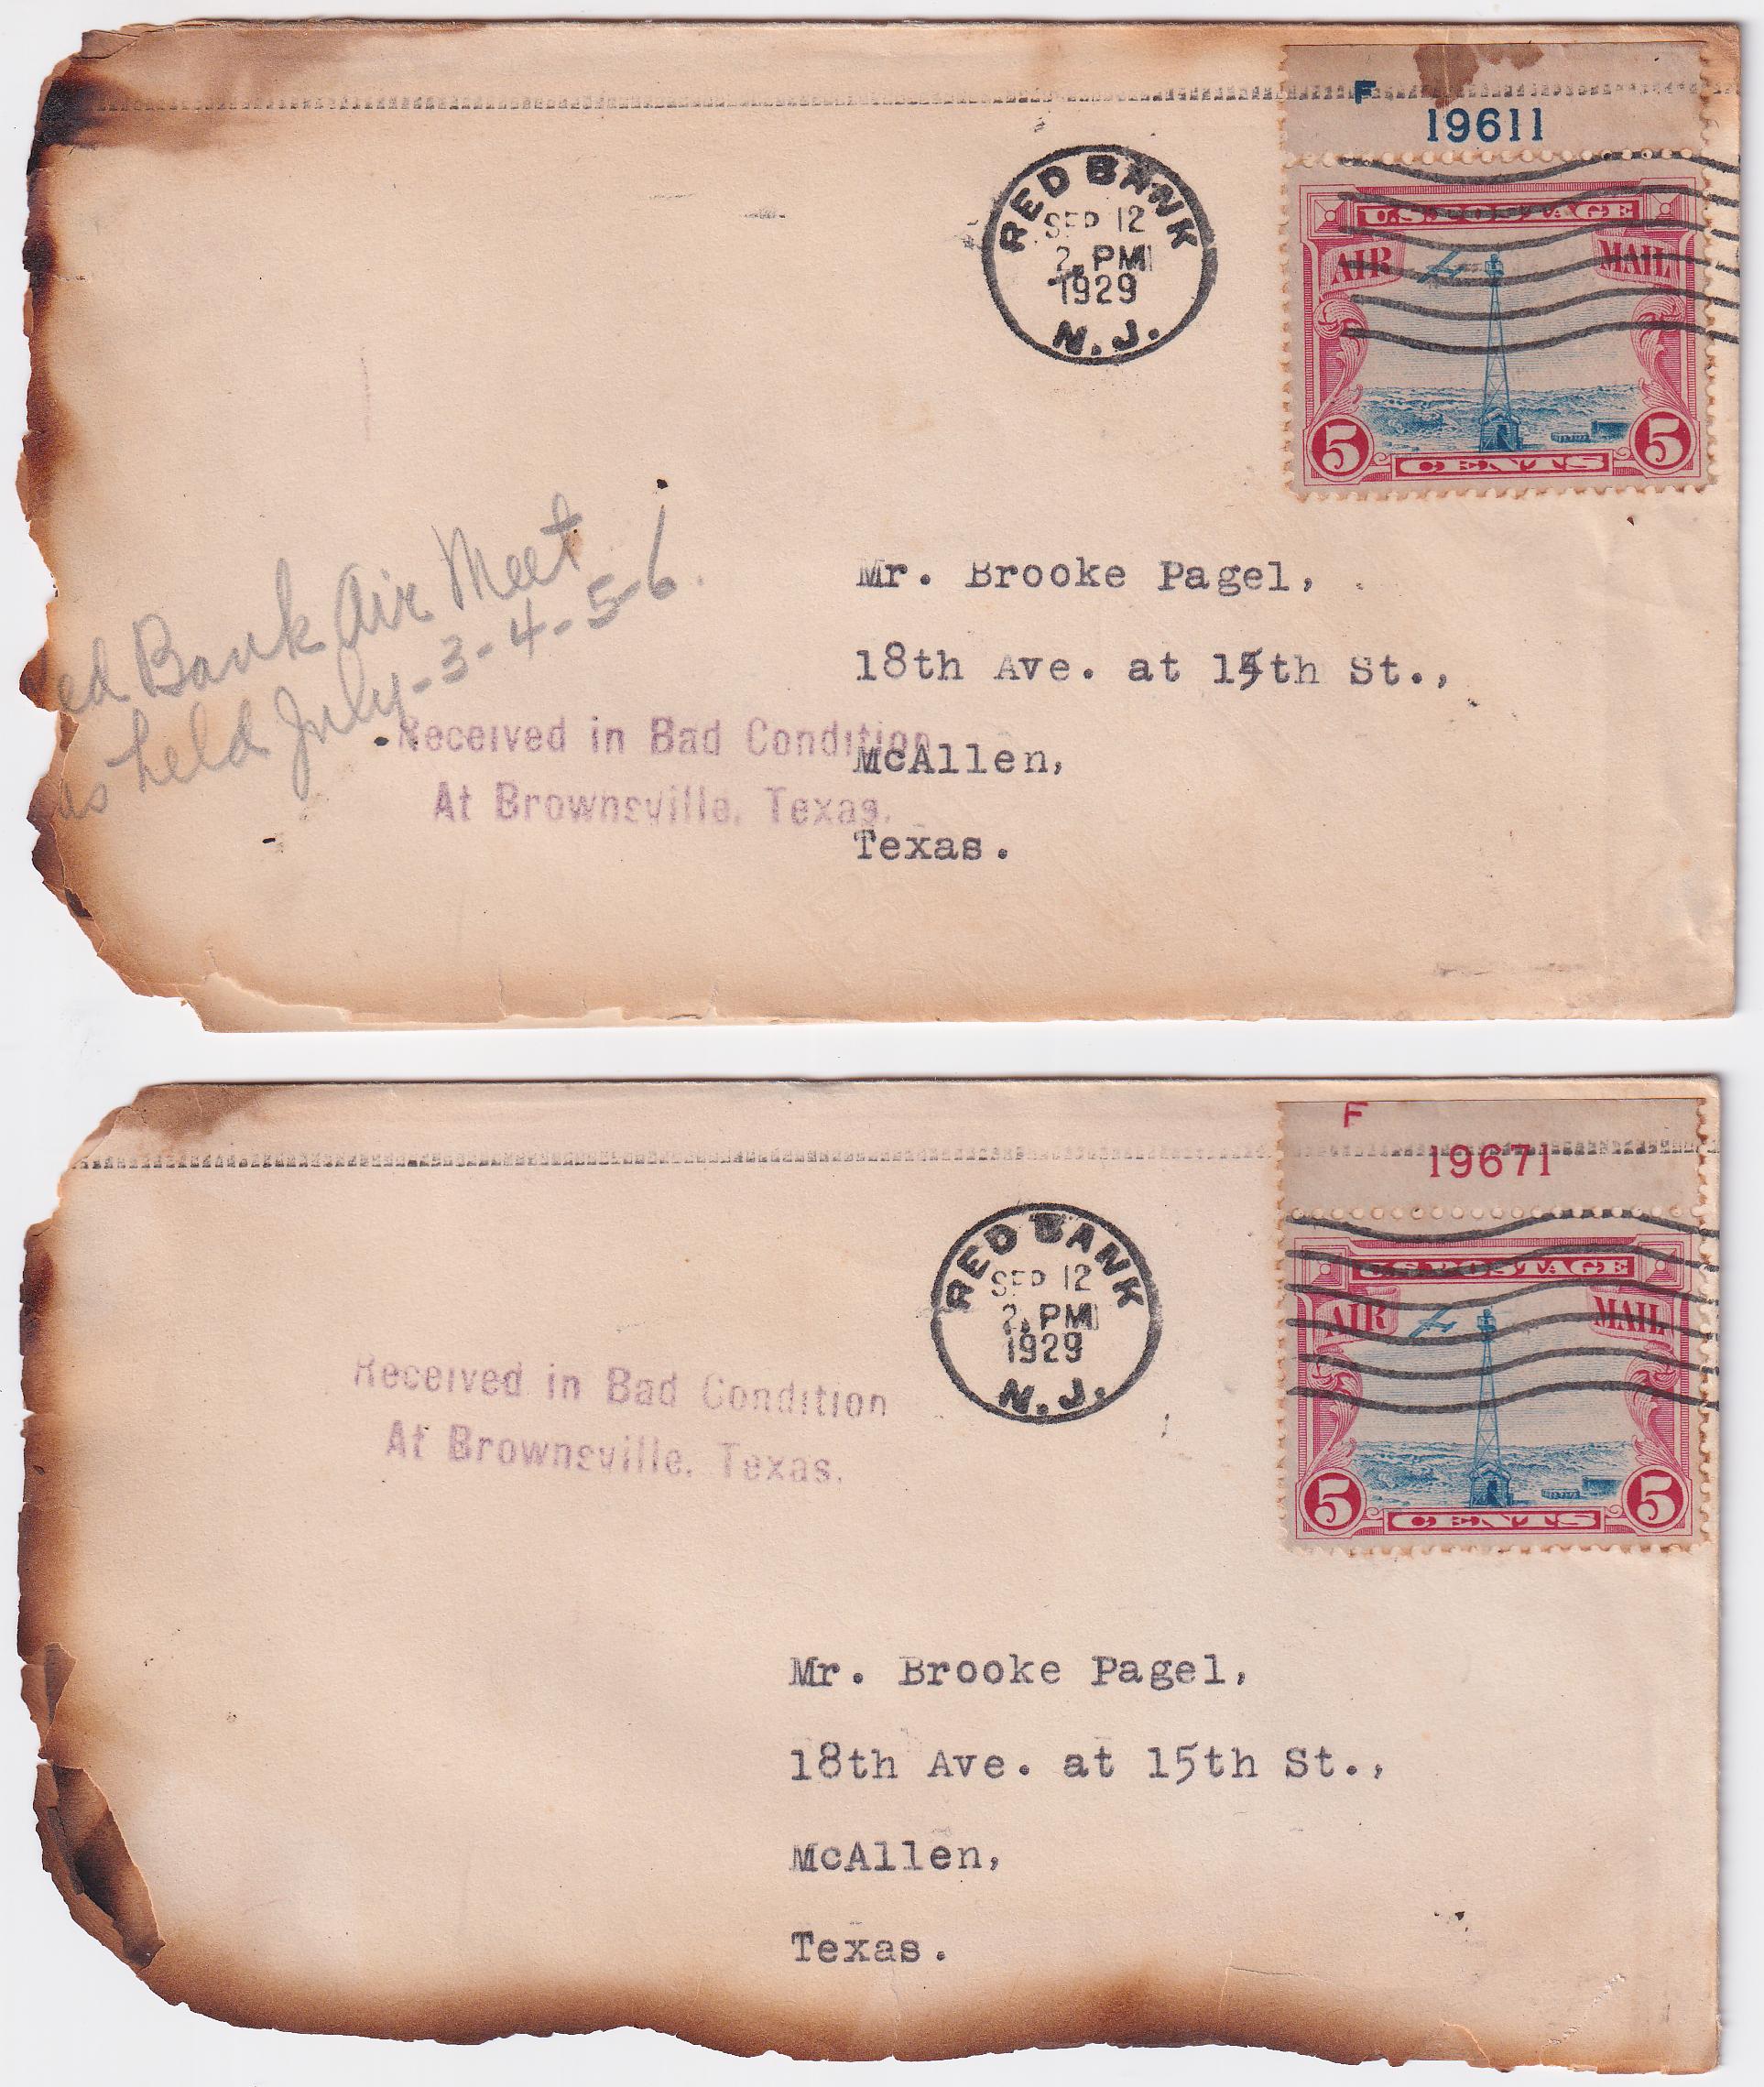 F
19611
RED BANK
SEP 12
2 PM
1929
N.J.
U.S. POSTAGE
AIR MAIL
5 5
CENTS
ed Bank Air Meet
as held July-3-4-5-6.
Mr. Brooke Pagel,
18th Ave. at 15th St.,
McAllen,
Texas.
Received in Bad Condition
At Brownsville, Texas.
F
19671
RED BANK
SEP 12
2 PM
1929
N.J.
U.S. POSTAGE
AIR MAIL
5 5
CENTS
Received in Bad Condition
At Brownsville, Texas.
Mr. Brooke Pagel,
18th Ave. at 15th St.,
McAllen,
Texas.